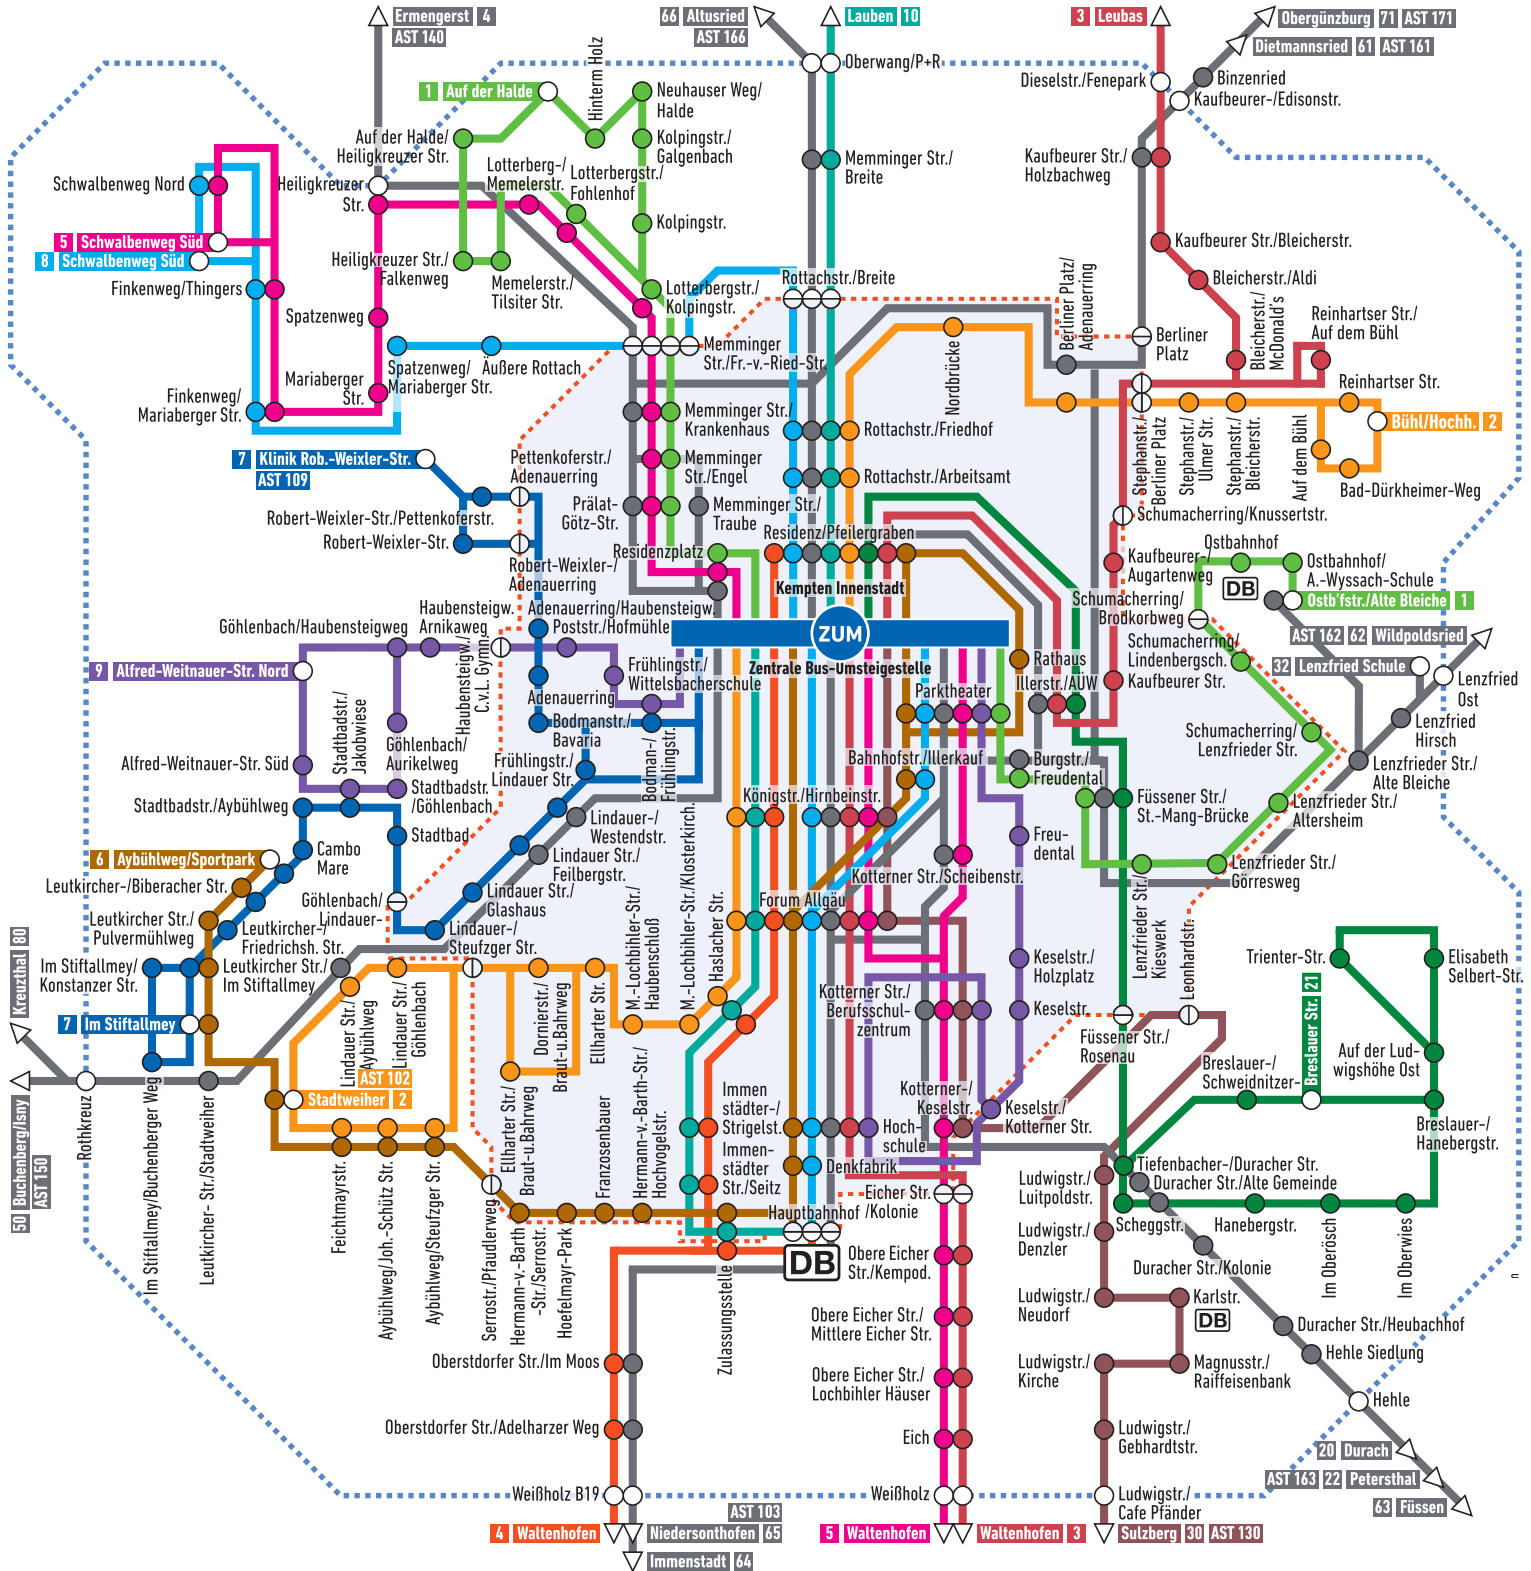 Ermengerst 4
AST 140
66 Altusried
AST 166
Lauben 10
3 Leubas
Obergünzburg 71 AST 171
Dietmannsried 61 AST 161
Oberwang/P+R
Dieselstr./Fenepark
Binzenried
Kaufbeurer-/Edisonstr.
1 Auf der Halde
Hinterm Holz
Neuhauser Weg/
Halde
Auf der Halde/
Heiligkreuzer Str.
Kolpingstr./
Galgenbach
Lotterberg-/
Memelerstr.
Lotterbergstr./
Fohlenhof
Memminger Str./
Breite
Kaufbeurer Str./
Holzbachweg
Schwalbenweg Nord
Heiligkreuzer
Str.
Kolpingstr.
5 Schwalbenweg Süd
8 Schwalbenweg Süd
Heiligkreuzer Str./
Falkenweg
Memelerstr./
Tilsiter Str.
Kaufbeurer Str./Bleicherstr.
Bleicherstr./Aldi
Finkenweg/Thingers
Spatzenweg
Lotterbergstr./
Kolpingstr.
Rottachstr./Breite
Berliner Platz/
Adenauerring
Berliner
Platz
Bleicherstr./
McDonald's
Reinhartser Str./
Auf dem Bühl
Memminger
Str./Fr.-v.-Ried-Str.
Spatzenweg/
Mariaberger Str.
Äußere Rottach
Mariaberger
Str.
Finkenweg/
Mariaberger Str.
Nordbrücke
Reinhartser Str.
Bühl/Hochh. 2
Memminger Str./
Krankenhaus
Rottachstr./Friedhof
Stephanstr./
Berliner Platz
Stephanstr./
Ulmer Str.
Stephanstr./
Bleicherstr.
Auf dem Bühl
Bad-Dürkheimer-Weg
7 Klinik Rob.-Weixler-Str.
AST 109
Pettenkoferstr./
Adenauerring
Memminger
Str./Engel
Rottachstr./Arbeitsamt
Robert-Weixler-Str./Pettenkoferstr.
Robert-Weixler-Str.
Prälat-
Götz-Str.
Memminger Str./
Traube
Schumacherring/Knussertstr.
Residenz/Pfeilergraben
Residenzplatz
Robert-Weixler-/
Adenauerring
Kaufbeurer-/
Augartenweg
Ostbahnhof
DB
Ostbahnhof/
A.-Wyssach-Schule
Ostb'fstr./Alte Bleiche 1
Kempten Innenstadt
ZUM
Zentrale Bus-Umsteigestelle
Schumacherring/
Brodkorbweg
Schumacherring/
Lindenbergsch.
Kaufbeurer Str.
AST 162 62 Wildpoldsried
32 Lenzfried Schule
Lenzfried
Ost
Lenzfried
Hirsch
Haubensteigw.
Arnikaweg
Adenauerring/Haubensteigw.
Poststr./Hofmühle
Göhlenbach/Haubensteigweg
Haubensteigw./
C.v.L. Gymn.
9 Alfred-Weitnauer-Str. Nord
Frühlingstr./
Wittelsbacherschule
Adenauerring
Rathaus
Illerstr./AUW
Parktheater
Stadtbadstr./
Jakobwiese
Göhlenbach/
Aurikelweg
Bodmanstr./
Bavaria
Bodman-/
Frühlingstr.
Frühlingstr./
Lindauer Str.
Schumacherring/
Lenzfrieder Str.
Lenzfrieder Str./
Alte Bleiche
Alfred-Weitnauer-Str. Süd
Bahnhofstr./Illerkauf
Burgstr./
Freudental
Stadtbadstr.
/Göhlenbach
Stadtbadstr./Aybühlweg
Königstr./Hirnbeinstr.
Füssener Str./
St.-Mang-Brücke
Lenzfrieder Str./
Altersheim
Stadtbad
Lindauer-/
Westendstr.
Freu-
dental
Cambo
Mare
6 Aybühlweg/Sportpark
Lindauer Str./
Feilbergstr.
Kotterner Str./Scheibenstr.
Lenzfrieder Str./
Görresweg
Leutkircher-/Biberacher Str.
Lindauer Str./
Glashaus
Göhlenbach/
Lindauer-
Forum Allgäu
Leutkircher Str./
Pulvermühlweg
Leutkircher-/
Friedrichsh. Str.
Lindauer-/
Steufzger Str.
M.-Lochbihler-Str./
Haubenschloß
M.-Lochbihler-Str./Klosterkirch.
Haslacher Str.
Lenzfrieder Str./
Kieswerk
Leonhardstr.
Kreuzthal 80
Im Stiftallmey/
Konstanzer Str.
Leutkircher Str./
Im Stiftallmey
Keselstr./
Holzplatz
Trienter-Str.
Elisabeth
Selbert-Str.
Kotterner Str./
Berufsschul-
zentrum
Keselstr.
7 Im Stiftallmey
Lindauer Str./
Aybühlweg
Lindauer Str./
Göhlenbach
Dornierstr./
Braut-u.Bahrweg
Ellharter Str.
Füssener Str./
Rosenau
Breslauer Str. 21
Auf der Lud-
wigshöhe Ost
Breslauer-/
Schweidnitzer-
Rothkreuz
50 Buchenberg/Isny
AST 150
Im Stiftallmey/Buchenberger Weg
Leutkircher- Str./Stadtweiher
AST 102
Stadtweiher 2
Ellharter Str./
Braut-u.Bahrweg
Franzosenbauer
Hermann-v.-Barth-Str./
Hochvogelstr.
Immen
städter-/
Strigelst.
Kotterner-/
Keselstr.
Keselstr./
Kotterner Str.
Hoch-
schule
Breslauer-/
Hanebergstr.
Feichtmayrstr.
Aybühlweg/Joh.-Schütz Str.
Aybühlweg/Steufzger Str.
Immen-
städter
Str./Seitz
Denkfabrik
Tiefenbacher-/Duracher Str.
Duracher Str./Alte Gemeinde
Ludwigstr./
Luitpoldstr.
Eicher Str.
/Kolonie
Hauptbahnhof
DB
Serrostr./Pfaudlerweg
Hermann-v.-Barth
-Str./Serrostr.
Hoefelmayr-Park
Zulassungsstelle
Scheggstr.
Hanebergstr.
Im Oberösch
Im Oberwies
Ludwigstr./
Denzler
Obere Eicher
Str./Kempod.
Duracher Str./Kolonie
Ludwigstr./
Neudorf
Karlstr.
DB
Obere Eicher Str./
Mittlere Eicher Str.
Duracher Str./Heubachhof
Hehle Siedlung
Oberstdorfer Str./Im Moos
Obere Eicher Str./
Lochbihler Häuser
Ludwigstr./
Kirche
Magnusstr./
Raiffeisenbank
Hehle
Oberstdorfer Str./Adelharzer Weg
Eich
Ludwigstr./
Gebhardtstr.
20 Durach
AST 163 22 Petersthal
63 Füssen
Weißholz B19
Weißholz
Ludwigstr./
Cafe Pfänder
AST 103
4 Waltenhofen
Niedersonthofen 65
Immenstadt 64
5 Waltenhofen
Waltenhofen 3
Sulzberg 30 AST 130